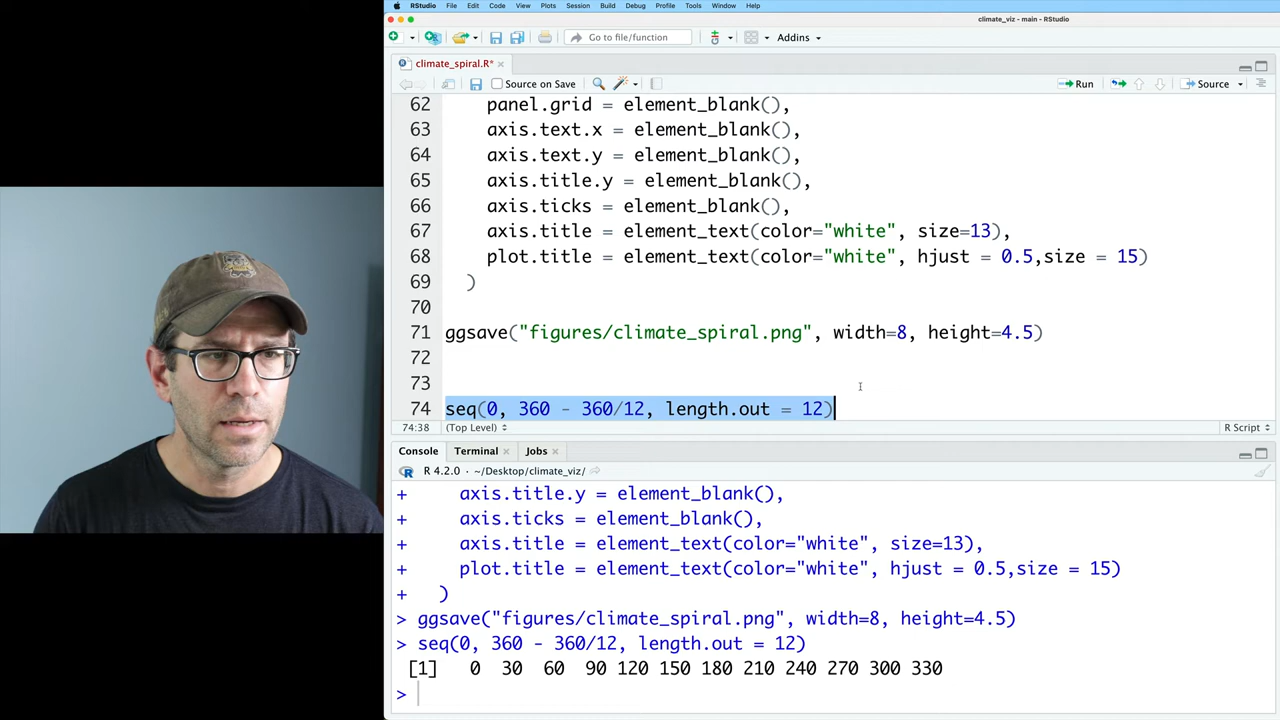 RStudio File Edit Code View Plots Session Build Debug Profile Tools Window Help
climate_viz - main - RStudio
Go to file/function Addins
climate_spiral.R*
Source on Save Run Source
62 panel.grid = element_blank(),
63 axis.text.x = element_blank(),
64 axis.text.y = element_blank(),
65 axis.title.y = element_blank(),
66 axis.ticks = element_blank(),
67 axis.title = element_text(color="white", size=13),
68 plot.title = element_text(color="white", hjust = 0.5,size = 15)
69 )
70
71 ggsave("figures/climate_spiral.png", width=8, height=4.5)
72
73
74 seq(0, 360 - 360/12, length.out = 12)
74:38 (Top Level) R Script
Console Terminal Jobs
R 4.2.0 · ~/Desktop/climate_viz/
+ axis.title.y = element_blank(),
+ axis.ticks = element_blank(),
+ axis.title = element_text(color="white", size=13),
+ plot.title = element_text(color="white", hjust = 0.5,size = 15)
+ )
> ggsave("figures/climate_spiral.png", width=8, height=4.5)
> seq(0, 360 - 360/12, length.out = 12)
[1] 0 30 60 90 120 150 180 210 240 270 300 330
>